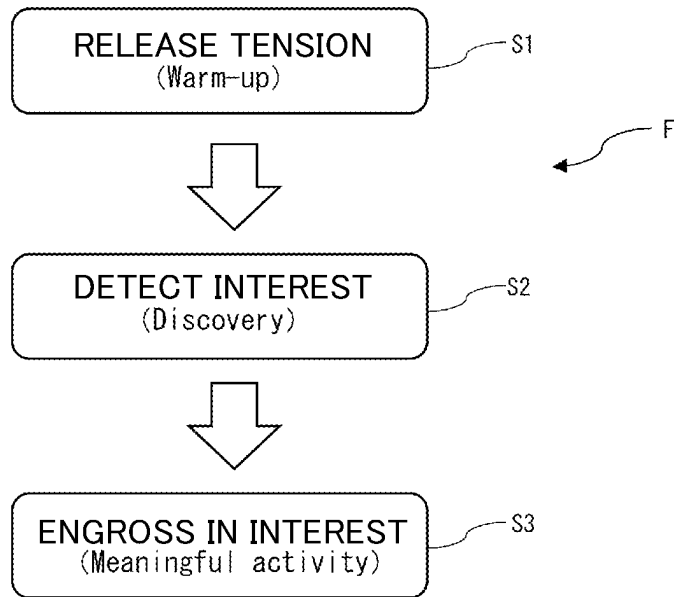 RELEASE TENSION
(Warm-up)
S1
F
DETECT INTEREST
(Discovery)
S2
ENGROSS IN INTEREST
(Meaningful activity)
S3